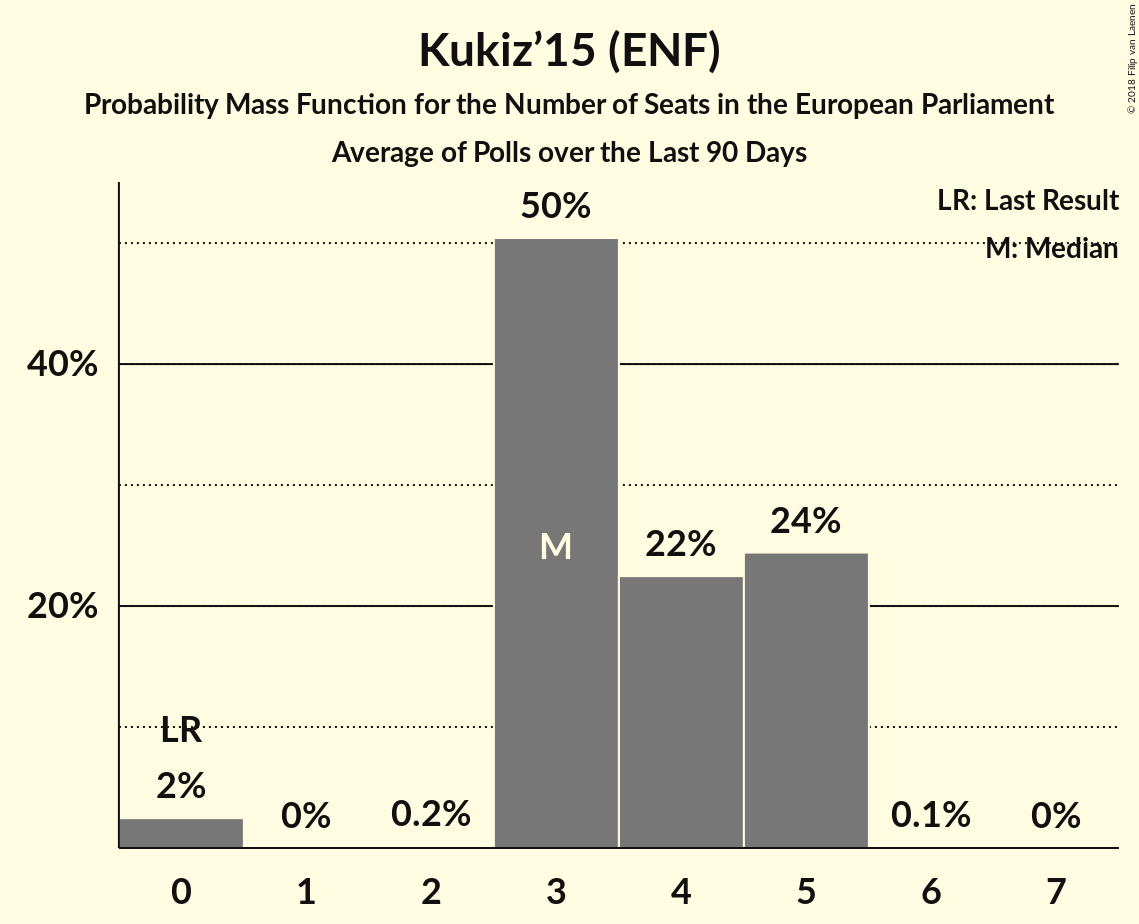 Kukiz’15 (ENF)
Probability Mass Function for the Number of Seats in the European Parliament
Average of Polls over the Last 90 Days
© 2018 Filip van Laenen
LR: Last Result
M: Median
50%
40%
20%
M
22%
24%
LR
2%
0%
0.2%
0.1%
0%
0 1 2 3 4 5 6 7